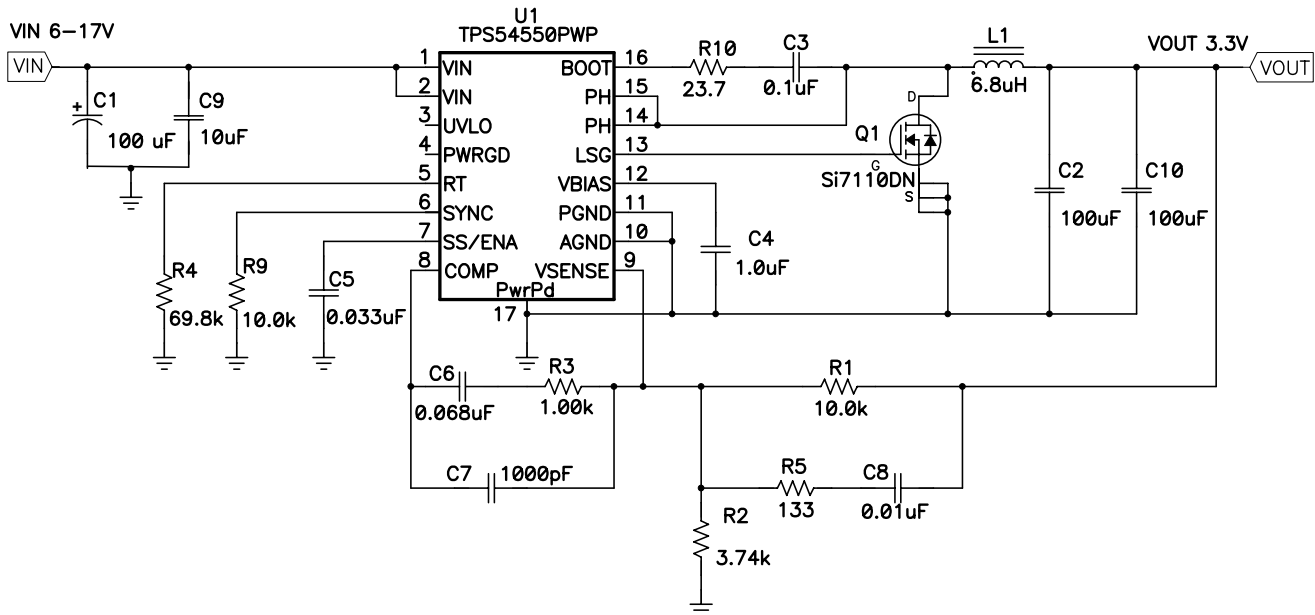 VIN 6-17V
VIN
C1
+
100 uF
C9
10uF
U1
TPS54550PWP
1 VIN
2 VIN
3 UVLO
4 PWRGD
5 RT
6 SYNC
7 SS/ENA
8 COMP
BOOT 16
PH 15
PH 14
LSG 13
VBIAS 12
PGND 11
AGND 10
VSENSE 9
PwrPd
17
R10
23.7
C3
0.1uF
L1
6.8uH
VOUT 3.3V
VOUT
Q1
D
G
S
Si7110DN
C2
100uF
C10
100uF
C4
1.0uF
R4
69.8k
R9
10.0k
C5
0.033uF
C6
0.068uF
R3
1.00k
R1
10.0k
C7
1000pF
R5
133
C8
0.01uF
R2
3.74k